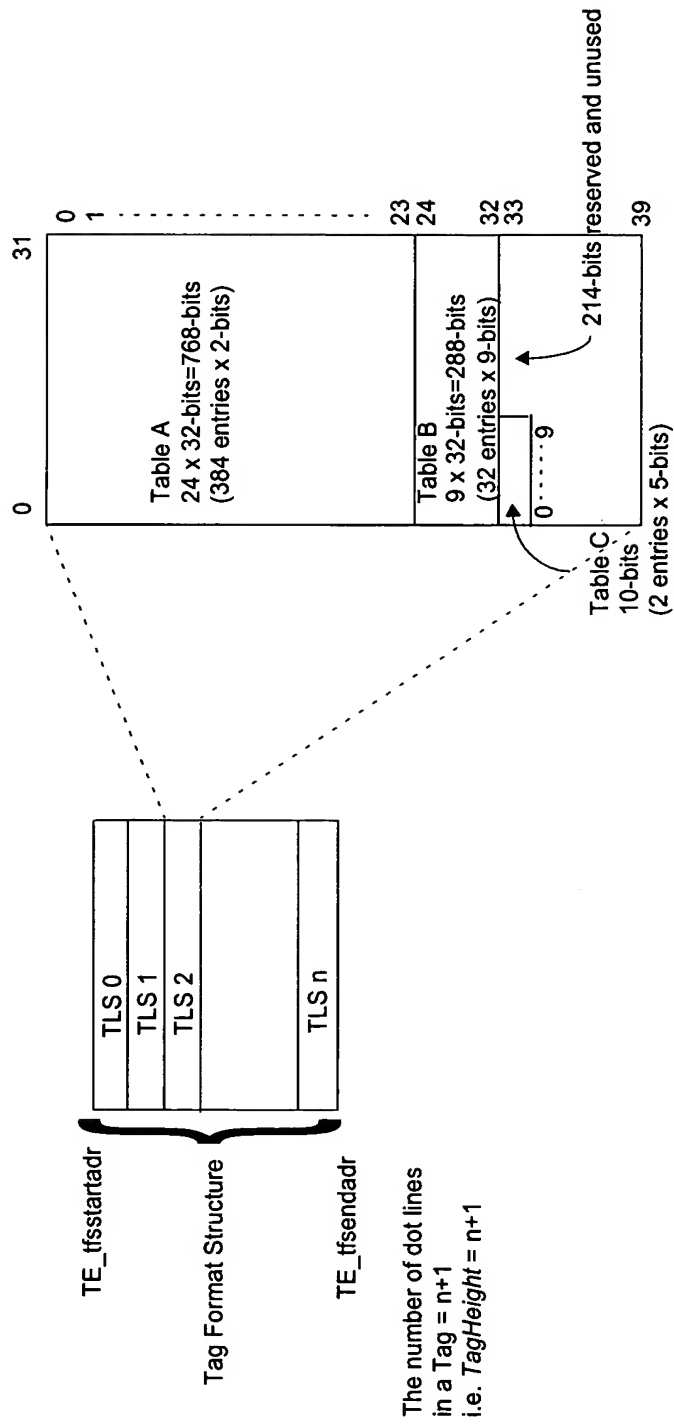 TE_tfsstartadr
Tag Format Structure
TE_tfsendadr
The number of dot lines
in a Tag = n+1
i.e. TagHeight = n+1
TLS 0
TLS 1
TLS 2
TLS n
0
31
Table A
24 x 32-bits=768-bits
(384 entries x 2-bits)
0
1
23
24
Table B
9 x 32-bits=288-bits
(32 entries x 9-bits)
32
33
0 ······ 9
214-bits reserved and unused
39
Table C
10-bits
(2 entries x 5-bits)